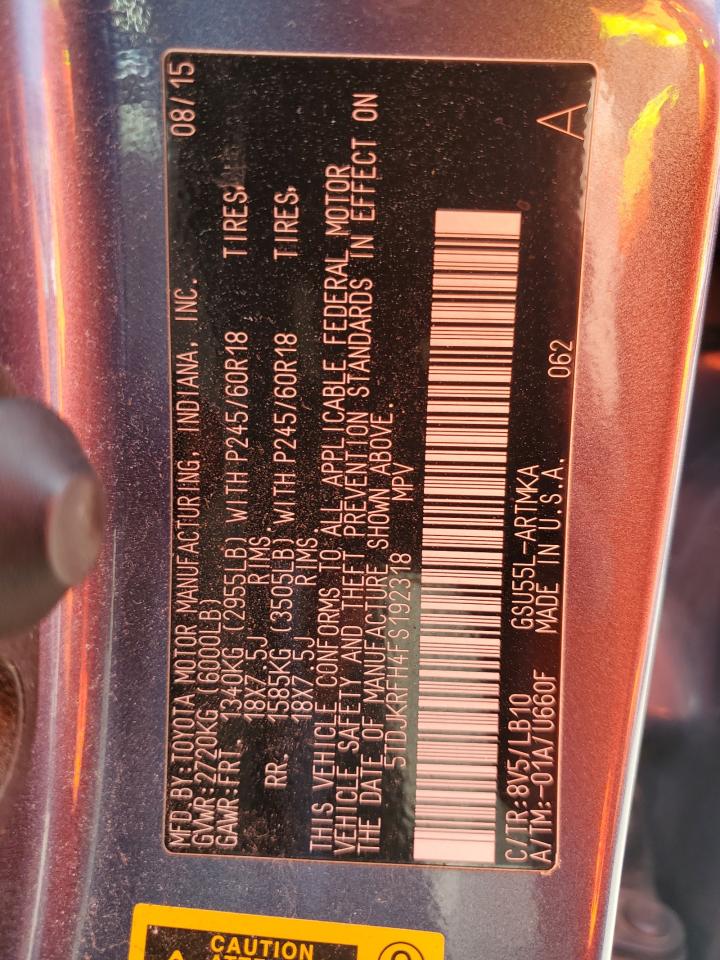 MFD BY:TOYOTA MOTOR MANUFACTURING, INDIANA, INC. 08/15
GVWR:2720KG (6000LB)
GAWR:FRT. 1340KG (2955LB) WITH P245/60R18 TIRES,
18X7.5J RIMS.
RR. 1585KG (3505LB) WITH P245/60R18 TIRES,
18X7.5J RIMS
THIS VEHICLE CONFORMS TO ALL APPLICABLE FEDERAL MOTOR
VEHICLE SAFETY AND THEFT PREVENTION STANDARDS IN EFFECT ON
THE DATE OF MANUFACTURE SHOWN ABOVE.
5TDJKRFH4FS192318 MPV
C/TR:8V5/LB10 GSU55L-ARTMKA
A/TM:-01A/U660F MADE IN U.S.A. 062 A
CAUTION